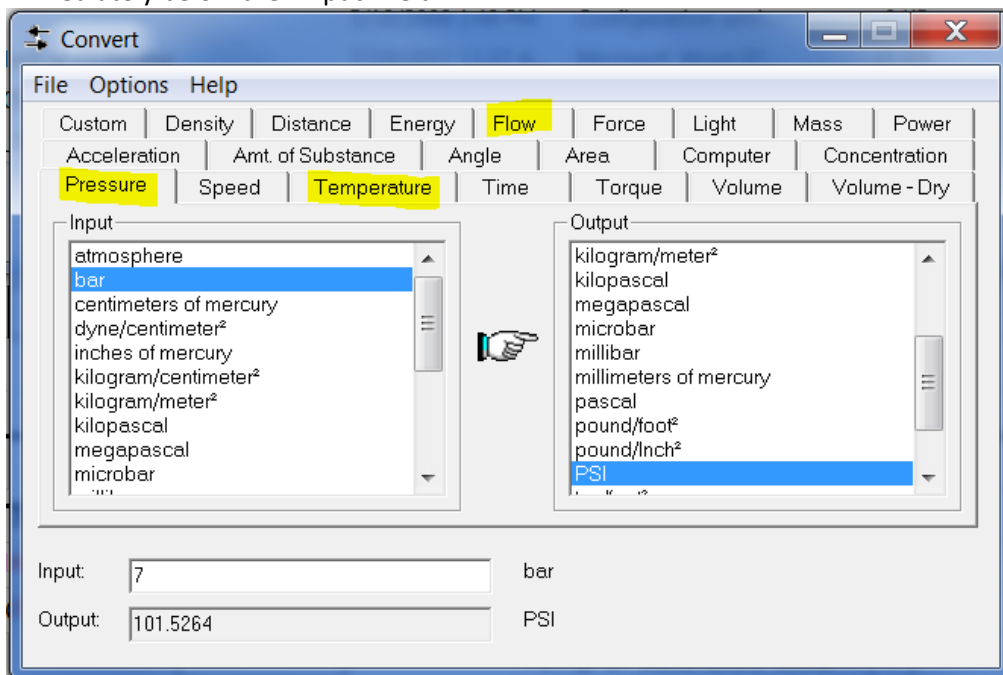 Convert
File Options Help
Custom Density Distance Energy Flow Force Light Mass Power
Acceleration Amt. of Substance Angle Area Computer Concentration
Pressure Speed Temperature Time Torque Volume Volume - Dry
Input
atmosphere
bar
centimeters of mercury
dyne/centimeter²
inches of mercury
kilogram/centimeter²
kilogram/meter²
kilopascal
megapascal
microbar
Output
kilogram/meter²
kilopascal
megapascal
microbar
millibar
millimeters of mercury
pascal
pound/foot²
pound/Inch²
PSI
Input: 7 bar
Output: 101.5264 PSI